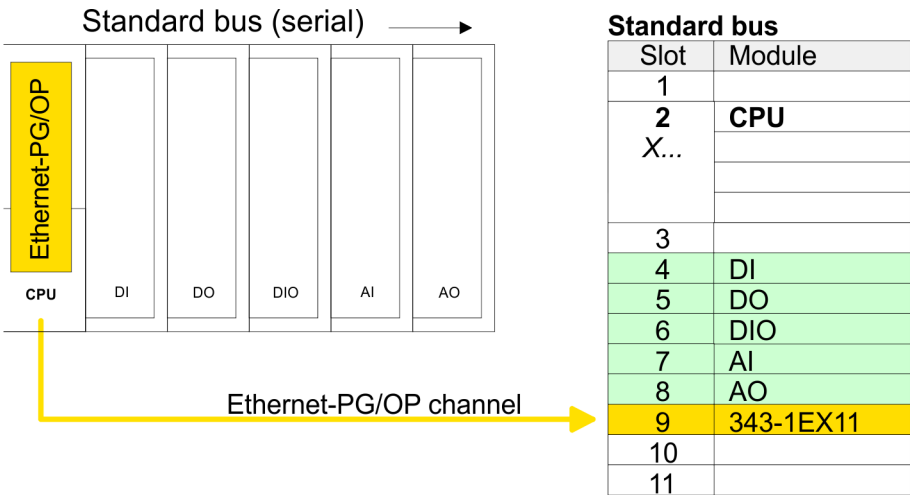 Standard bus (serial)
Ethernet-PG/OP
CPU
DI
DO
DIO
AI
AO
Ethernet-PG/OP channel
Standard bus
Slot Module
1
2 CPU
X...
3
4 DI
5 DO
6 DIO
7 AI
8 AO
9 343-1EX11
10
11